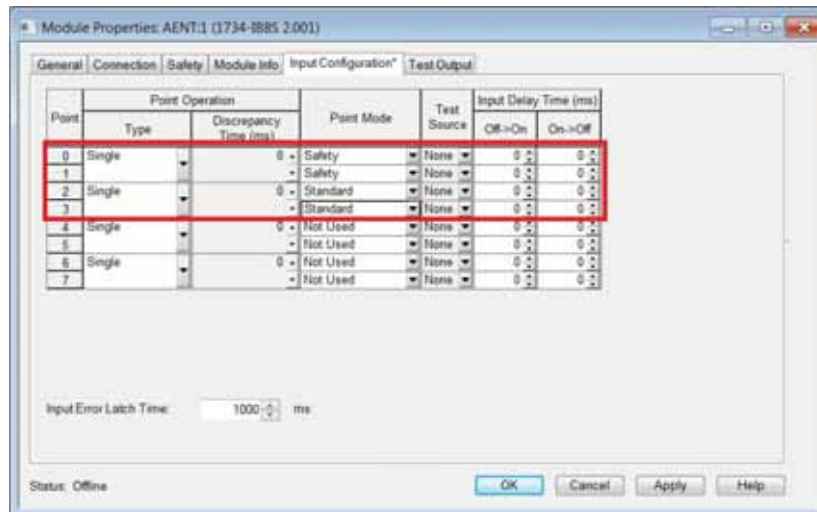 Module Properties: AENT:1 (1734-IB8S 2.001)
General Connection Safety Module Info Input Configuration* Test Output
Point Operation Input Delay Time (ms)
Point Type Discrepancy Time (ms) Point Mode Test Source Off->On On->Off
0 Single 0 Safety None 0 0
1 Safety None 0 0
2 Single 0 Standard None 0 0
3 Standard None 0 0
4 Single 0 Not Used None 0 0
5 Not Used None 0 0
6 Single 0 Not Used None 0 0
7 Not Used None 0 0
Input Error Latch Time: 1000 ms
Status: Offline OK Cancel Apply Help